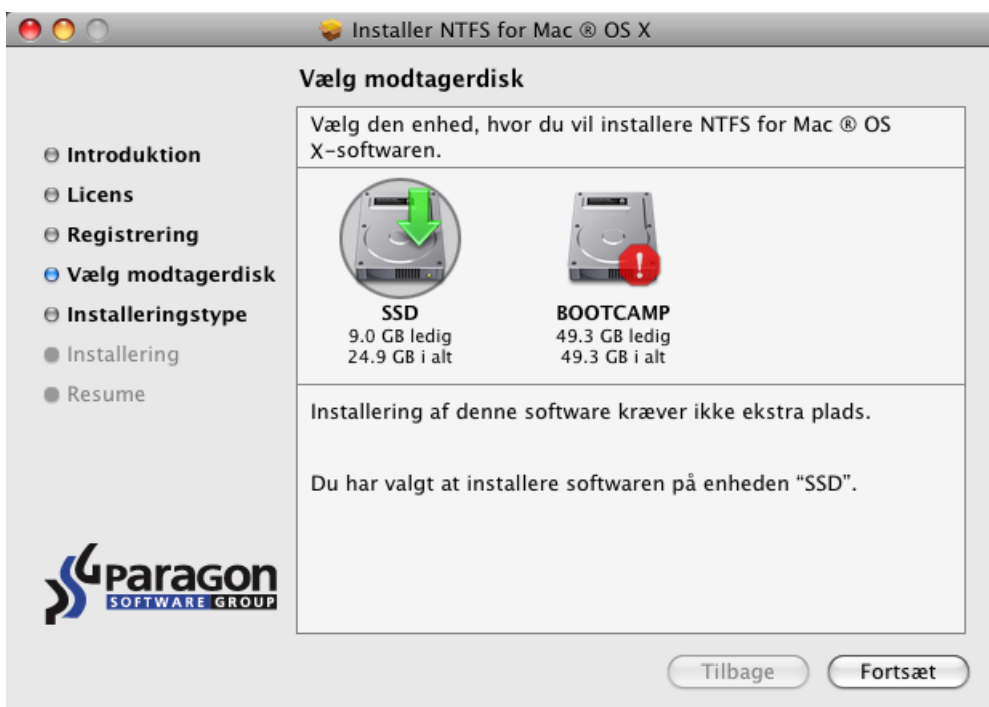 Installer NTFS for Mac ® OS X
Vælg modtagerdisk
Introduktion
Licens
Registrering
Vælg modtagerdisk
Installeringstype
Installering
Resume
Vælg den enhed, hvor du vil installere NTFS for Mac ® OS
X-softwaren.
SSD
9.0 GB ledig
24.9 GB i alt
BOOTCAMP
49.3 GB ledig
49.3 GB i alt
Installering af denne software kræver ikke ekstra plads.
Du har valgt at installere softwaren på enheden “SSD”.
Paragon
SOFTWARE GROUP
Tilbage
Fortsæt